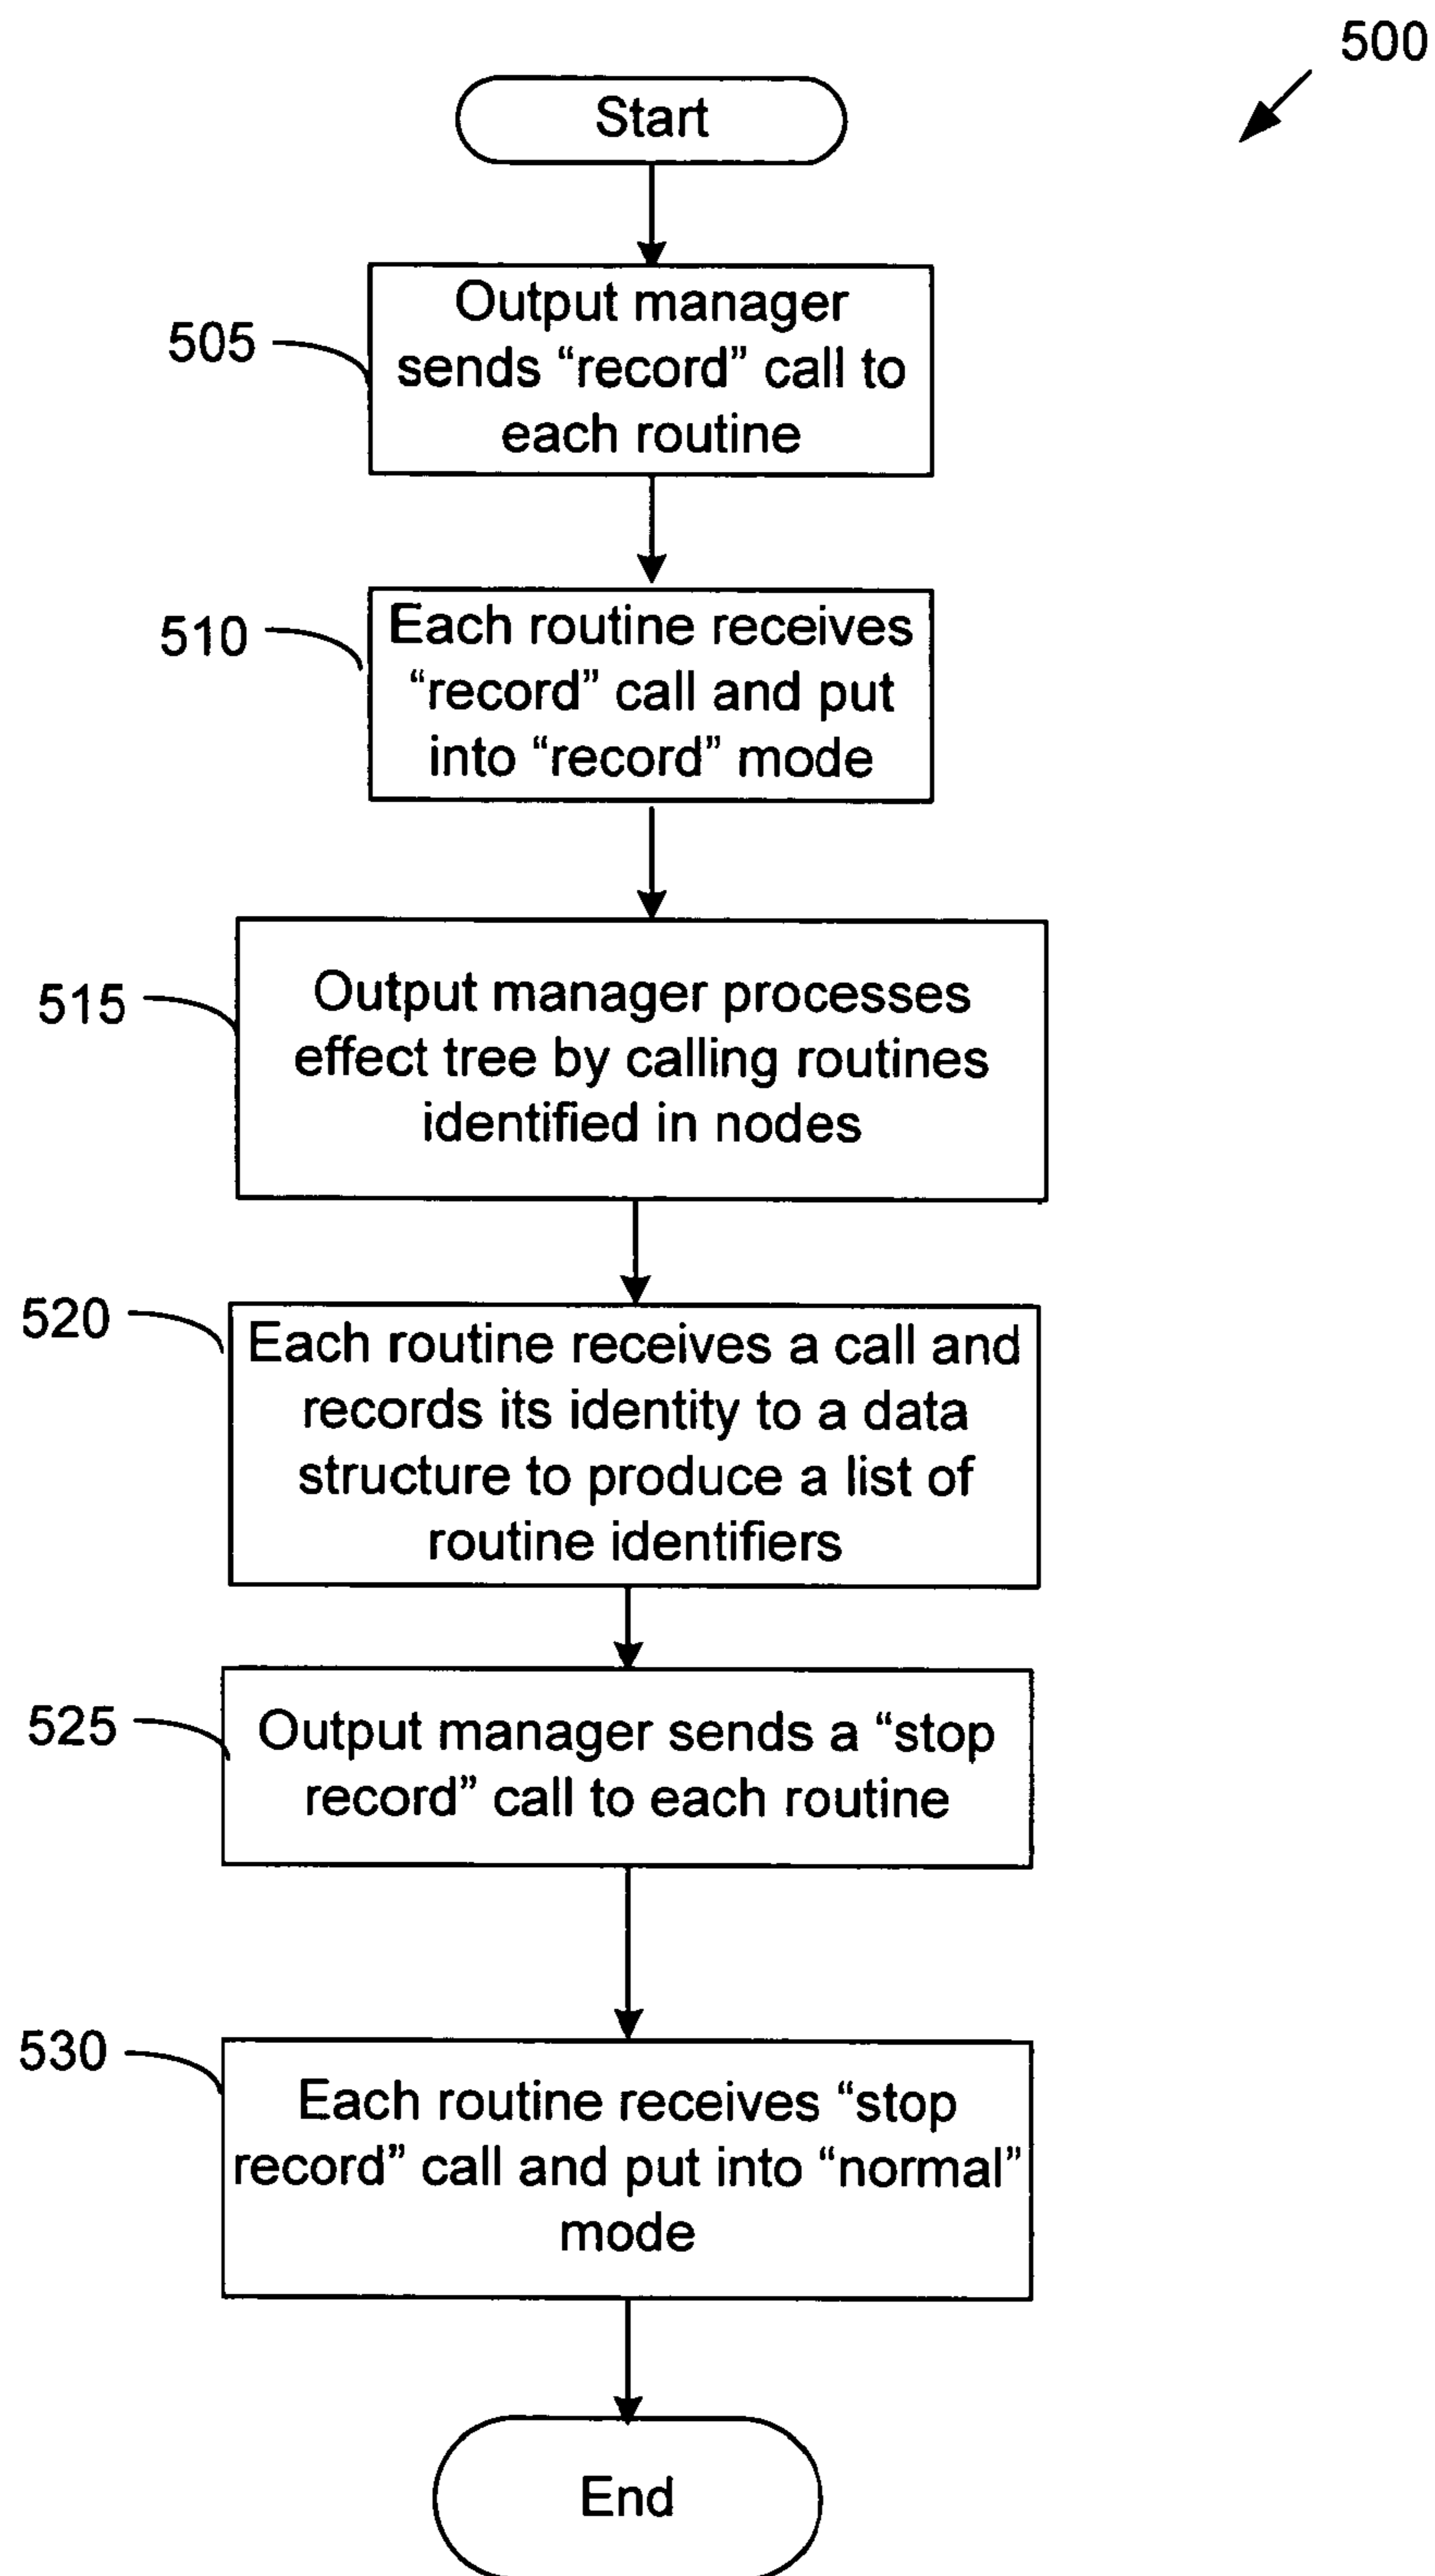 500
Start
505
Output manager
sends “record” call to
each routine
510
Each routine receives
“record” call and put
into “record” mode
515
Output manager processes
effect tree by calling routines
identified in nodes
520
Each routine receives a call and
records its identity to a data
structure to produce a list of
routine identifiers
525
Output manager sends a “stop
record” call to each routine
530
Each routine receives “stop
record” call and put into “normal”
mode
End